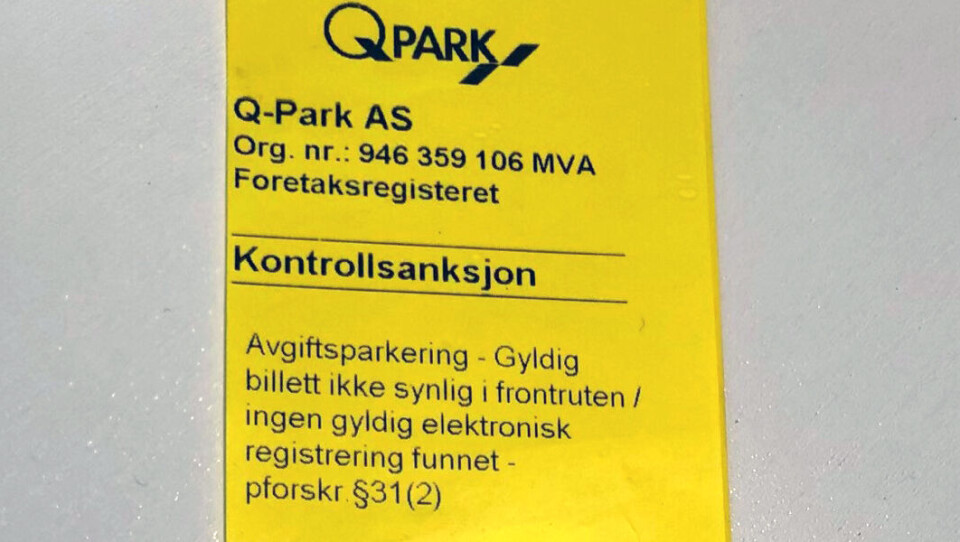 QPARK
Q-Park AS
Org. nr.: 946 359 106 MVA
Foretaksregisteret
Kontrollsanksjon
Avgiftsparkering - Gyldig
billett ikke synlig i frontruten /
ingen gyldig elektronisk
registrering funnet -
pforskr.§31(2)